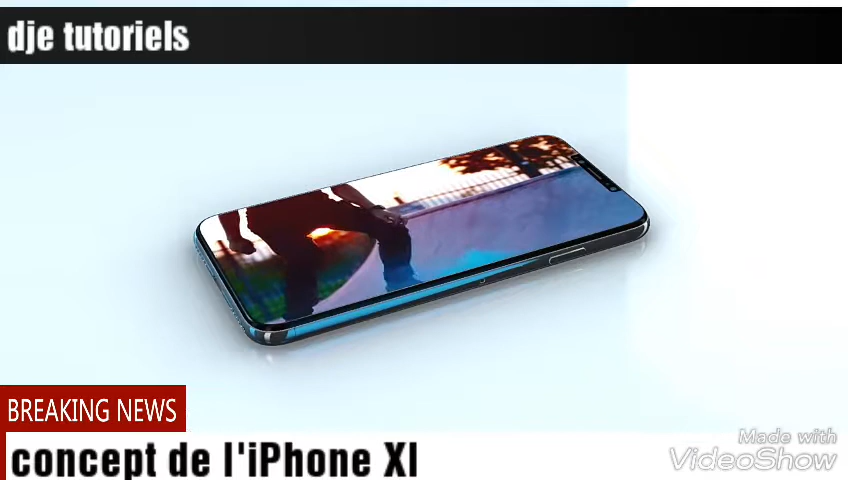 dje tutoriels
BREAKING NEWS
concept de l'iPhone XI
Made with
VideoShow